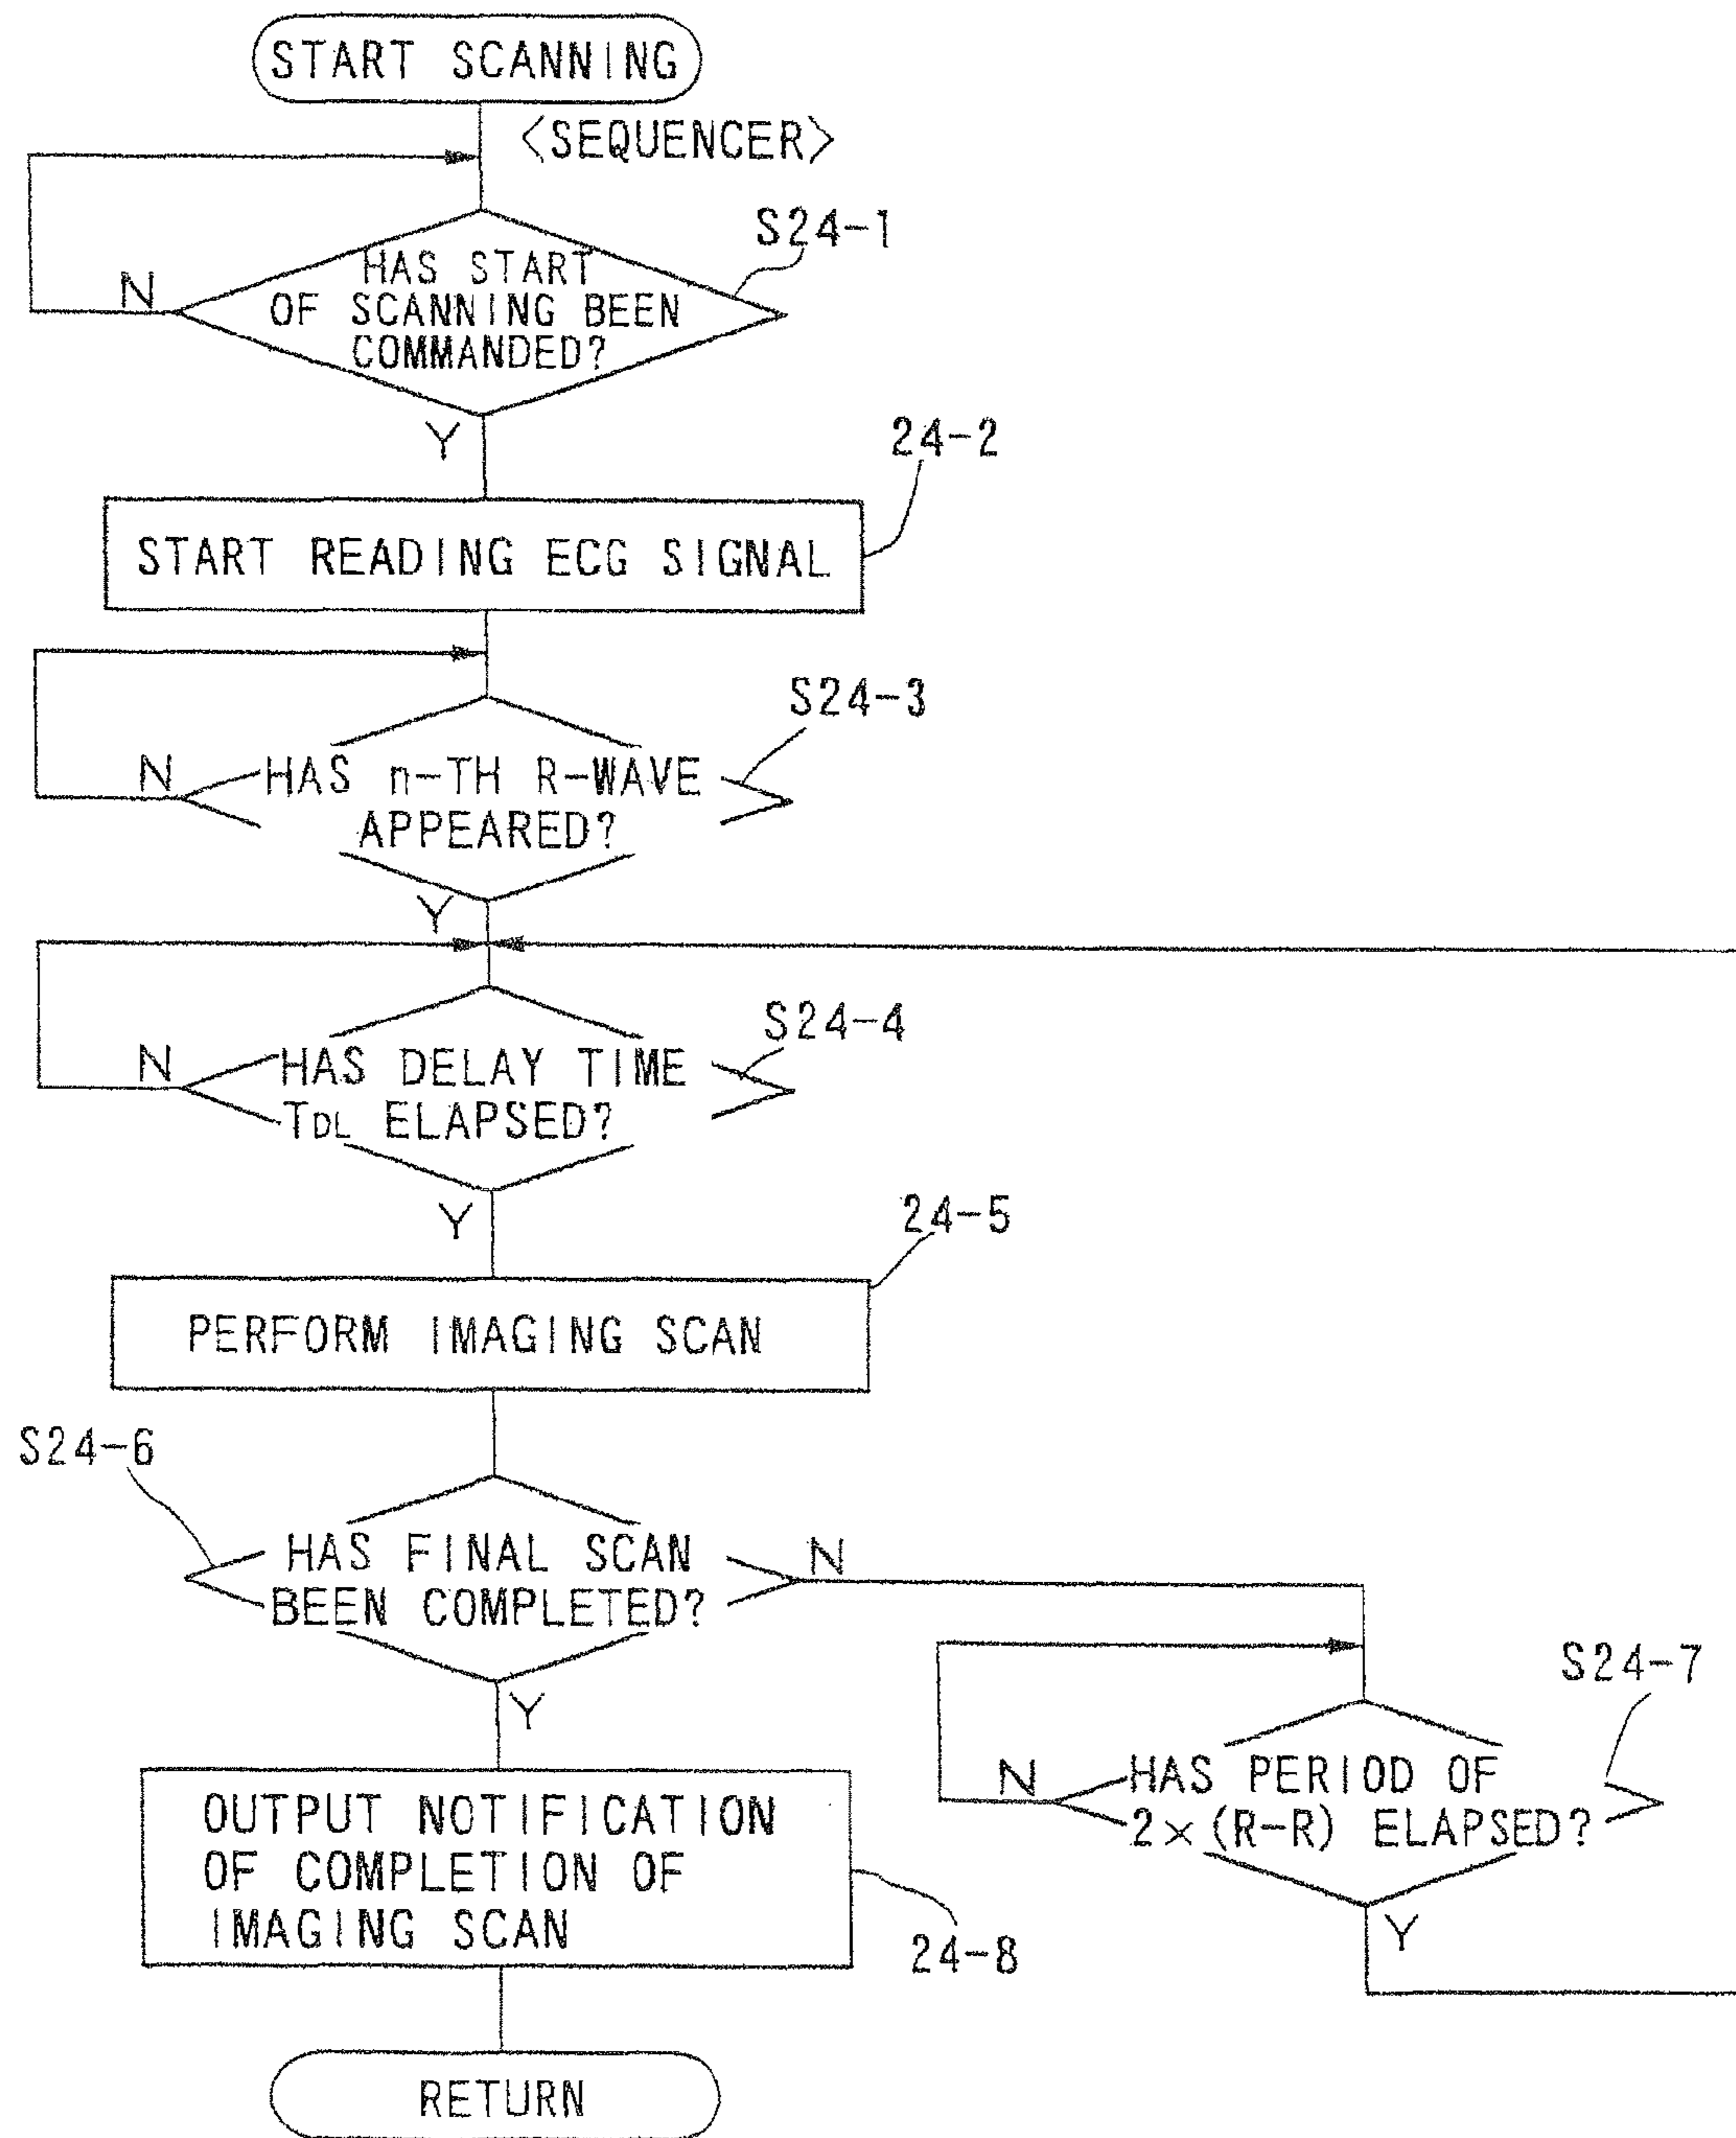 START SCANNING
<SEQUENCER>
S24-1
N
HAS START
OF SCANNING BEEN
COMMANDED?
Y
24-2
START READING ECG SIGNAL
S24-3
N
HAS n-TH R-WAVE
APPEARED?
Y
S24-4
N
HAS DELAY TIME
TDL ELAPSED?
Y
24-5
PERFORM IMAGING SCAN
S24-6
HAS FINAL SCAN
BEEN COMPLETED?
N
Y
S24-7
N
HAS PERIOD OF
2×(R-R) ELAPSED?
Y
OUTPUT NOTIFICATION
OF COMPLETION OF
IMAGING SCAN
24-8
RETURN